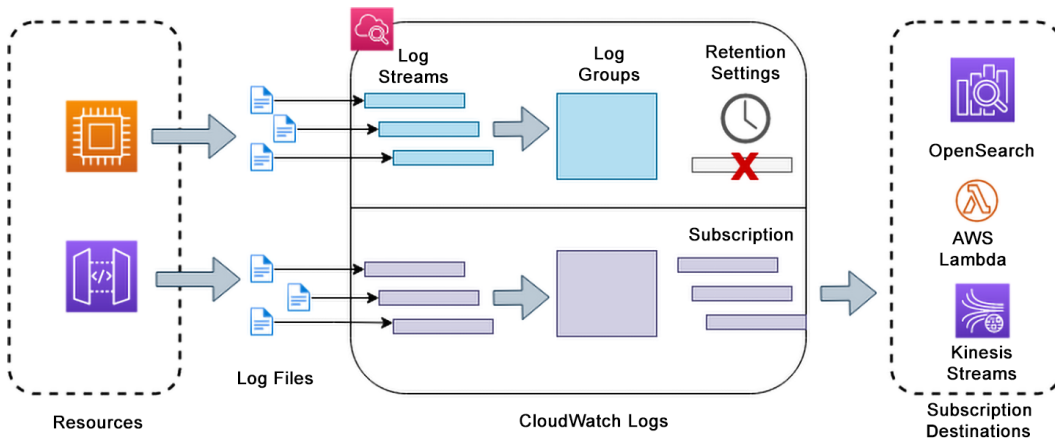 Log
Streams
Log
Groups
Retention
Settings
OpenSearch
AWS
Lambda
Subscription
Kinesis
Streams
Log Files
Resources
CloudWatch Logs
Subscription
Destinations